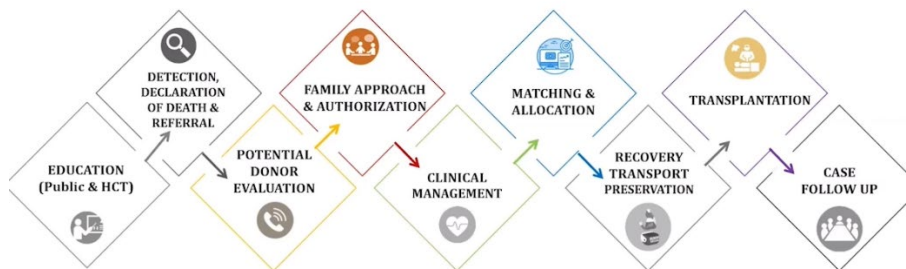 EDUCATION
(Public & HCT)
DETECTION,
DECLARATION
OF DEATH &
REFERRAL
POTENTIAL
DONOR
EVALUATION
FAMILY APPROACH
& AUTHORIZATION
CLINICAL
MANAGEMENT
MATCHING &
ALLOCATION
RECOVERY
TRANSPORT
PRESERVATION
TRANSPLANTATION
CASE
FOLLOW UP